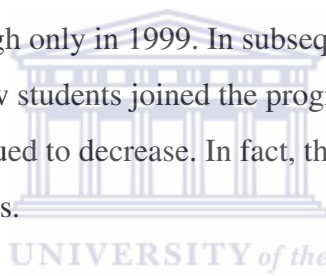 gh only in 1999. In subseq
students joined the prog
ued to decrease. In fact, th
s.
UNIVERSITY of the